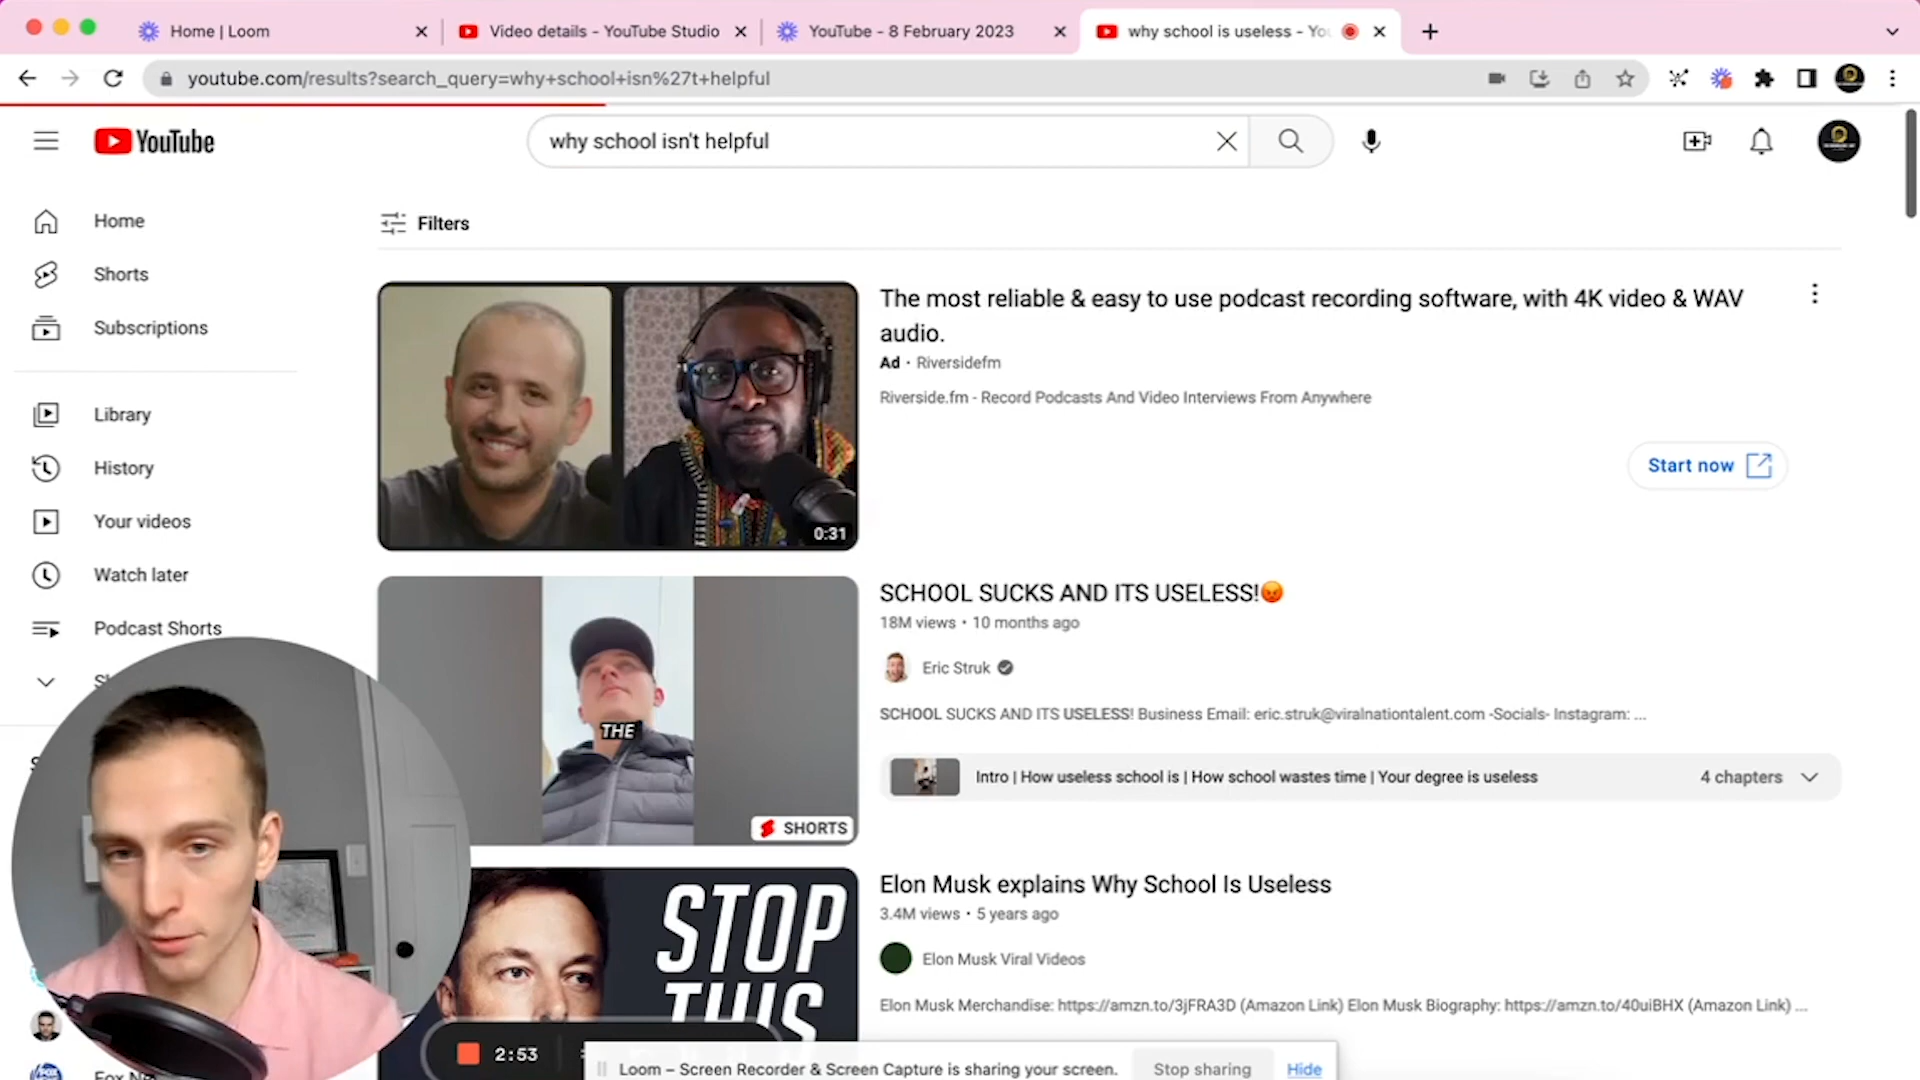 Home | Loom
Video details - YouTube Studio
YouTube - 8 February 2023
why school is useless - You
youtube.com/results?search_query=why+school+isn%27t+helpful
YouTube
why school isn't helpful
Home
Shorts
Subscriptions
Library
History
Your videos
Watch later
Podcast Shorts
Filters
The most reliable & easy to use podcast recording software, with 4K video & WAV
audio.
Ad · Riversidefm
Riverside.fm - Record Podcasts And Video Interviews From Anywhere
Start now
0:31
SCHOOL SUCKS AND ITS USELESS!😡
18M views • 10 months ago
Eric Struk
SCHOOL SUCKS AND ITS USELESS! Business Email: eric.struk@viralnationtalent.com -Socials- Instagram: ...
Intro | How useless school is | How school wastes time | Your degree is useless
4 chapters
THE
SHORTS
Elon Musk explains Why School Is Useless
3.4M views • 5 years ago
Elon Musk Viral Videos
Elon Musk Merchandise: https://amzn.to/3jFRA3D (Amazon Link) Elon Musk Biography: https://amzn.to/40uiBHX (Amazon Link) ...
STOP
THIS
2:53
Loom – Screen Recorder & Screen Capture is sharing your screen.
Stop sharing
Hide